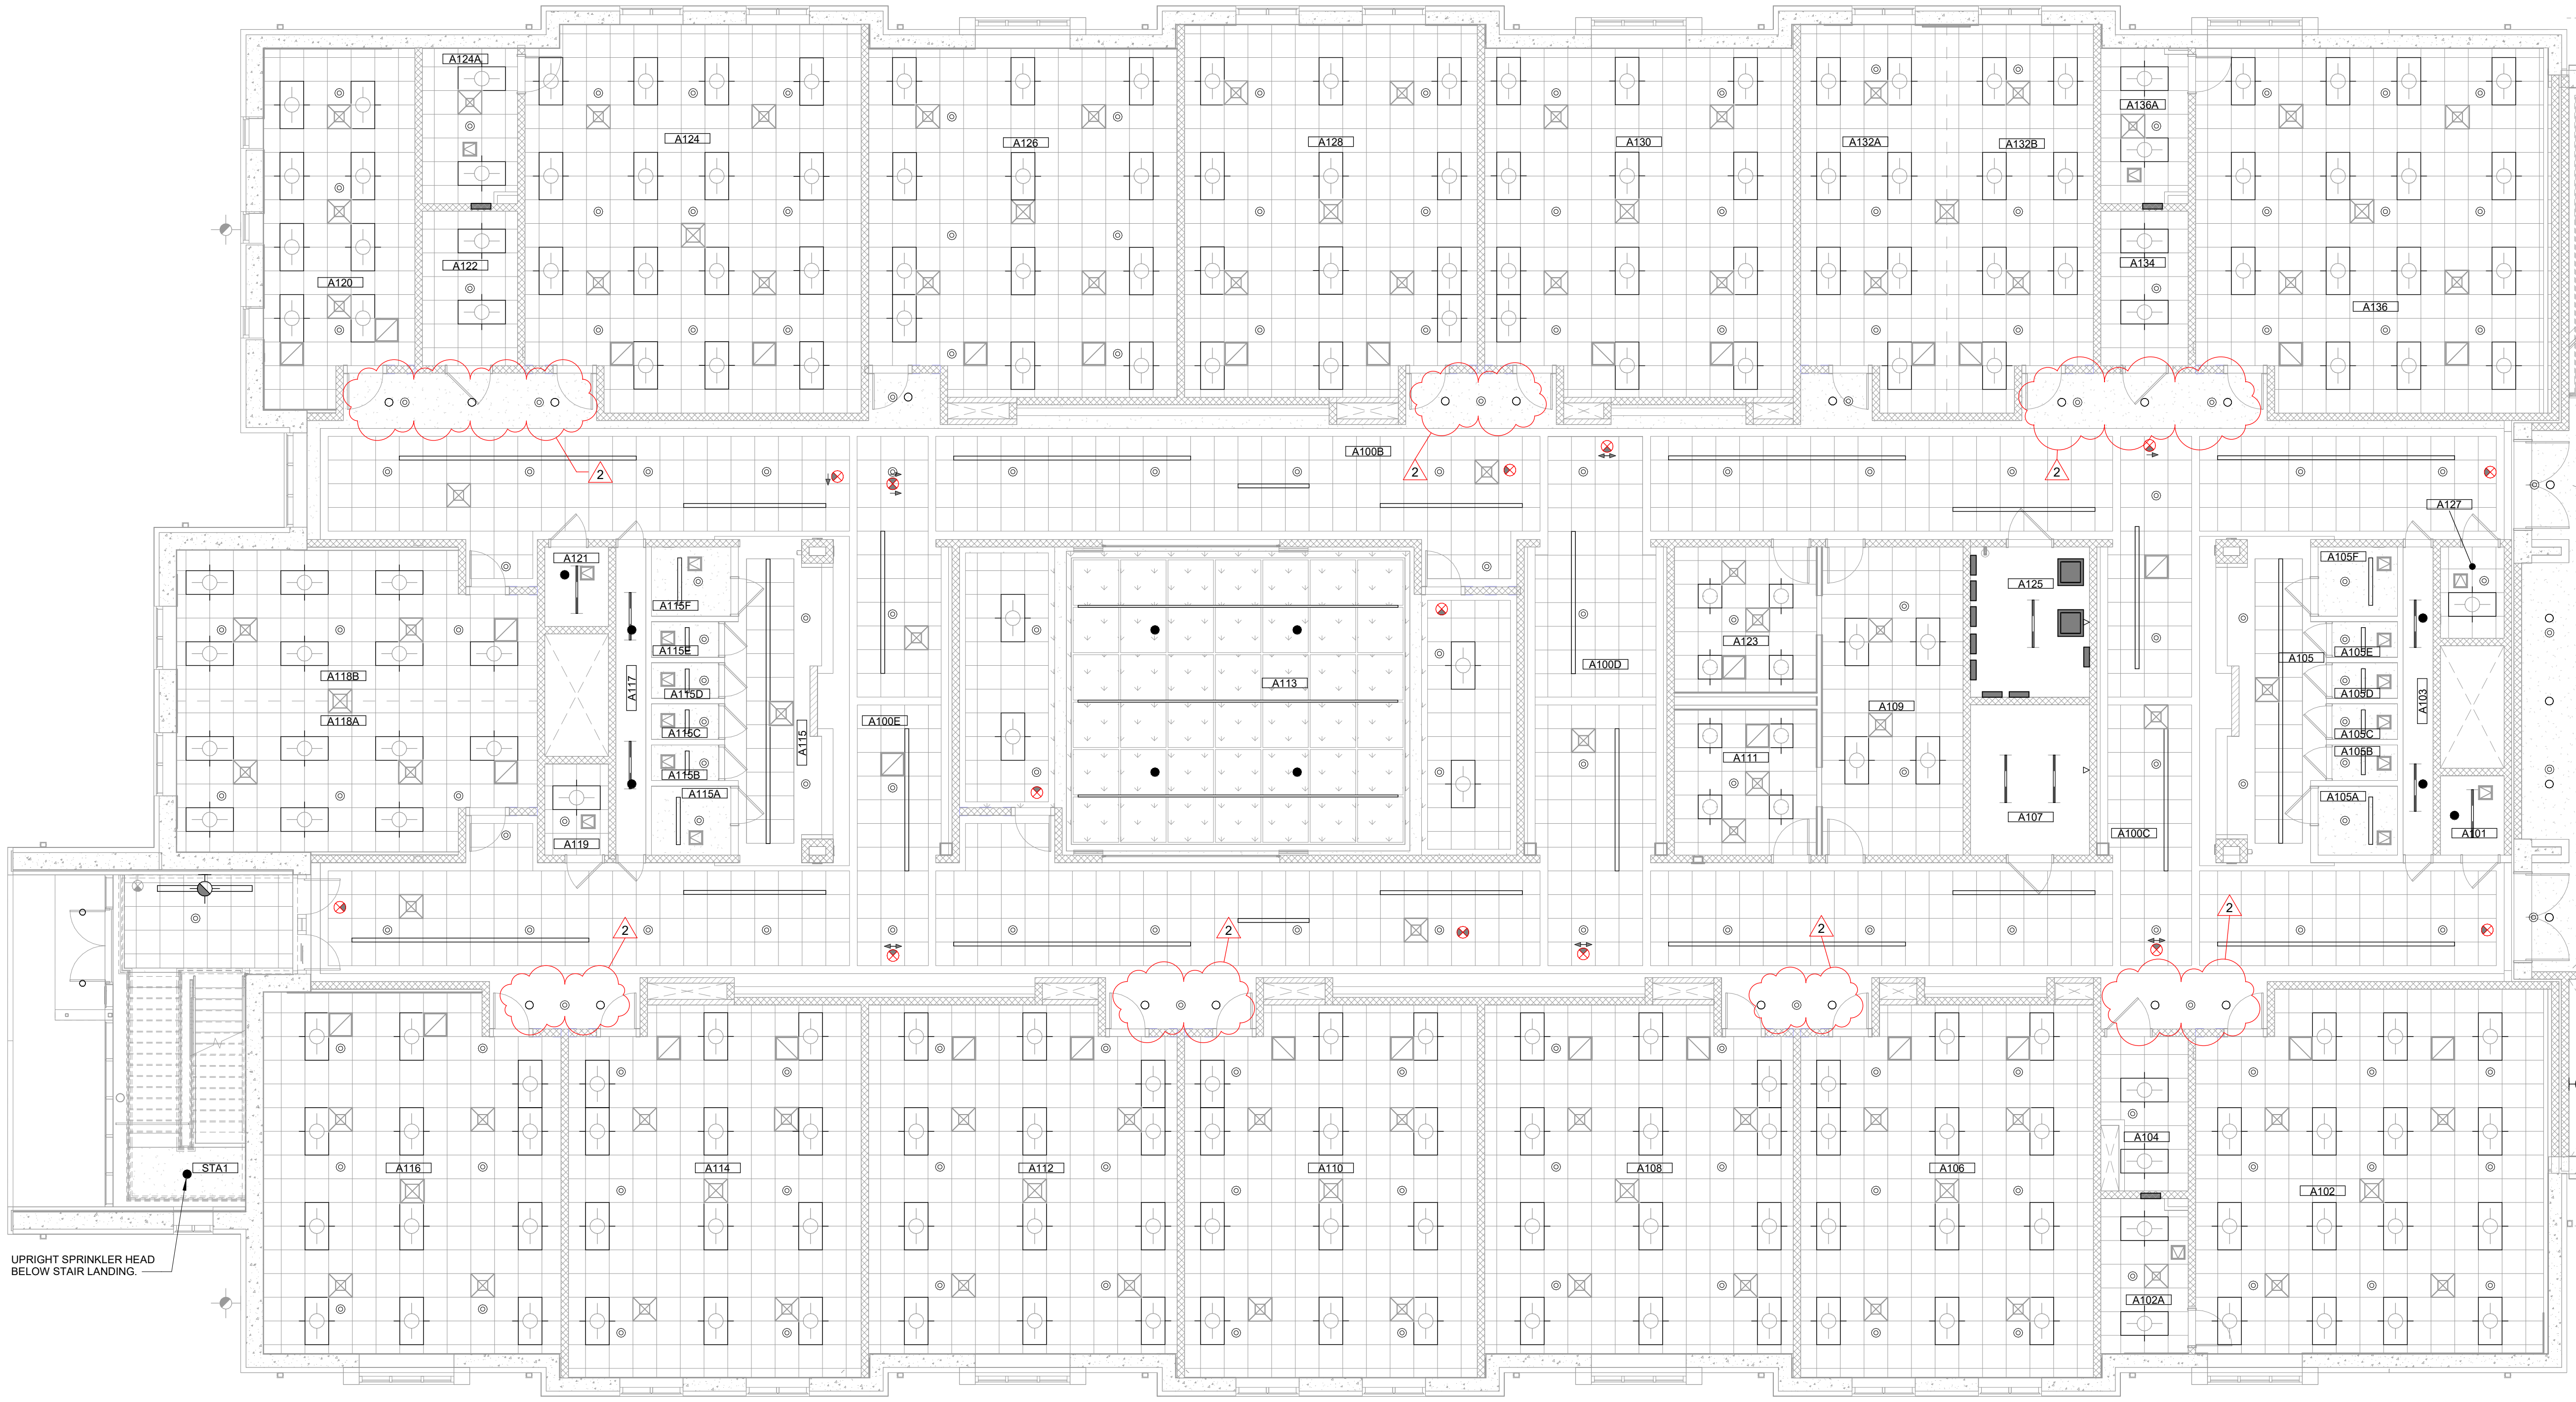 A124A
A136A
A124
A126
A128
A130
A132A
A132B
A122
A134
A120
A136
A100B
2
2
2
A127
A121
A105F
A125
A115F
A123
A115E
A105E
A105
A100D
A118B
A113
A117
A115D
A105D
A103
A109
A118A
A100E
A115C
A105C
A115
A105B
A111
A115B
A115A
A105A
A107
A119
A100C
A101
2
2
2
2
A104
STA1
A116
A114
A112
A110
A108
A106
A102
UPRIGHT SPRINKLER HEAD
BELOW STAIR LANDING.
A102A